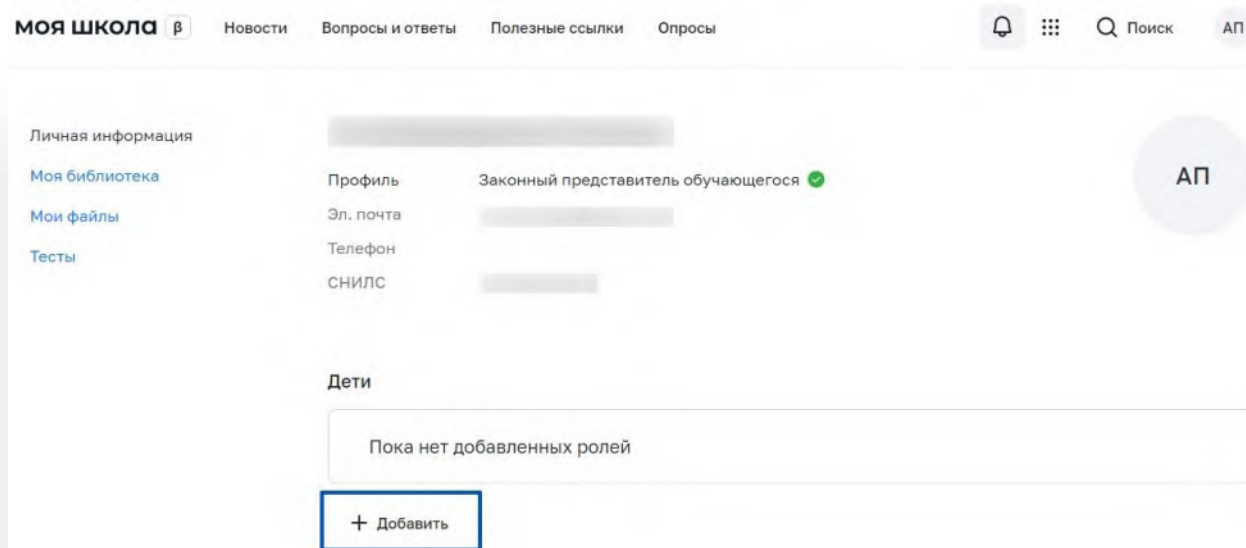 моя школа β Новости Вопросы и ответы Полезные ссылки Опросы Поиск АП
Личная информация
Моя библиотека
Мои файлы
Тесты
Профиль Законный представитель обучающегося
Эл. почта
Телефон
СНИЛС
АП
Дети
Пока нет добавленных ролей
+ Добавить